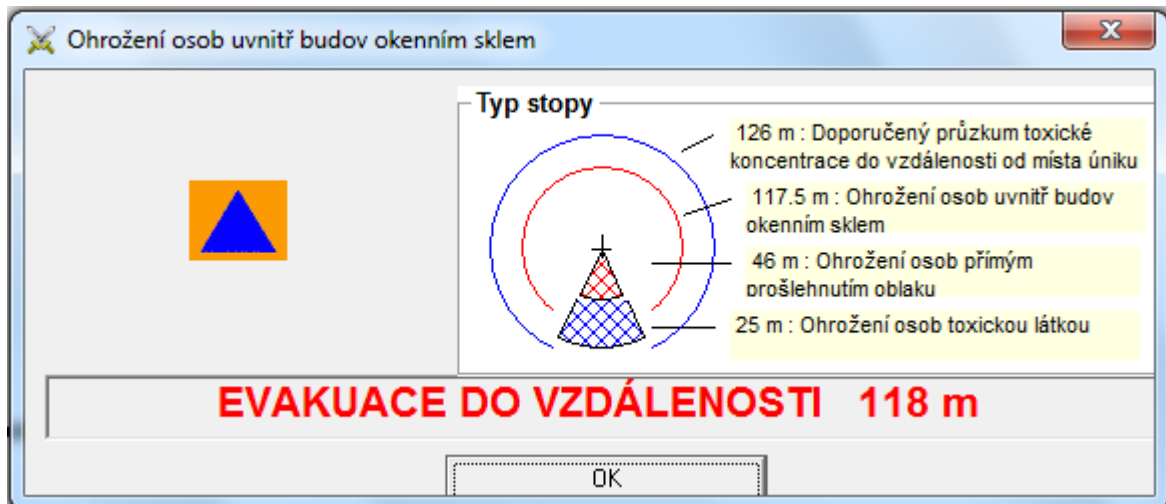 Ohrožení osob uvnitř budov okenním sklem
Typ stopy
126 m : Doporučený průzkum toxické
koncentrace do vzdálenosti od místa úniku
117.5 m : Ohrožení osob uvnitř budov
okenním sklem
46 m : Ohrožení osob přímým
prošlehnutím oblaku
25 m : Ohrožení osob toxickou látkou
EVAKUACE DO VZDÁLENOSTI 118 m
OK